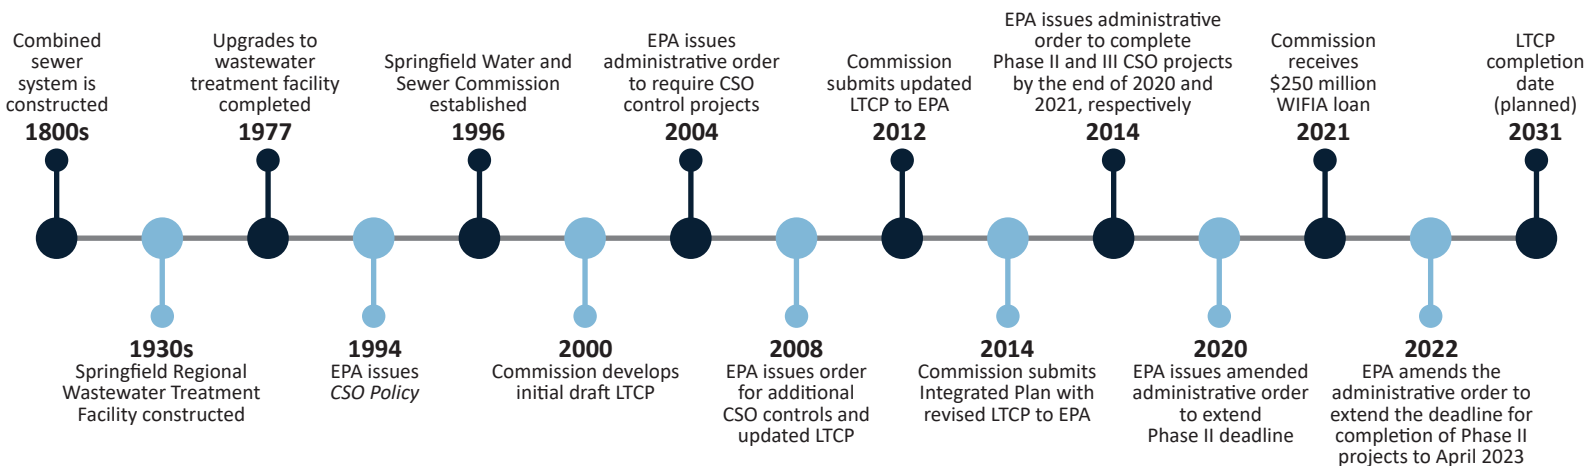 Combined
sewer
system is
constructed
1800s
1930s
Springfield Regional
Wastewater Treatment
Facility constructed
Upgrades to
wastewater
treatment facility
completed
1977
1994
EPA issues
CSO Policy
Springfield Water and
Sewer Commission
established
1996
2000
Commission develops
initial draft LTCP
EPA issues
administrative order
to require CSO
control projects
2004
2008
EPA issues order
for additional
CSO controls and
updated LTCP
Commission
submits updated
LTCP to EPA
2012
2014
Commission submits
Integrated Plan with
revised LTCP to EPA
EPA issues administrative
order to complete
Phase II and III CSO projects
by the end of 2020 and
2021, respectively
2014
2020
EPA issues amended
administrative order
to extend
Phase II deadline
Commission
receives
$250 million
WIFIA loan
2021
2022
EPA amends the
administrative order to
extend the deadline for
completion of Phase II
projects to April 2023
LTCP
completion
date
(planned)
2031